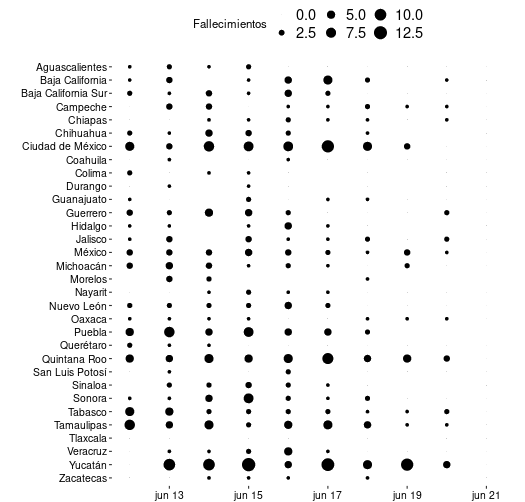 Fallecimientos
0.0 5.0 10.0
2.5 7.5 12.5
Aguascalientes
Baja California
Baja California Sur
Campeche
Chiapas
Chihuahua
Ciudad de México
Coahuila
Colima
Durango
Guanajuato
Guerrero
Hidalgo
Jalisco
México
Michoacán
Morelos
Nayarit
Nuevo León
Oaxaca
Puebla
Querétaro
Quintana Roo
San Luis Potosí
Sinaloa
Sonora
Tabasco
Tamaulipas
Tlaxcala
Veracruz
Yucatán
Zacatecas
jun 13 jun 15 jun 17 jun 19 jun 21